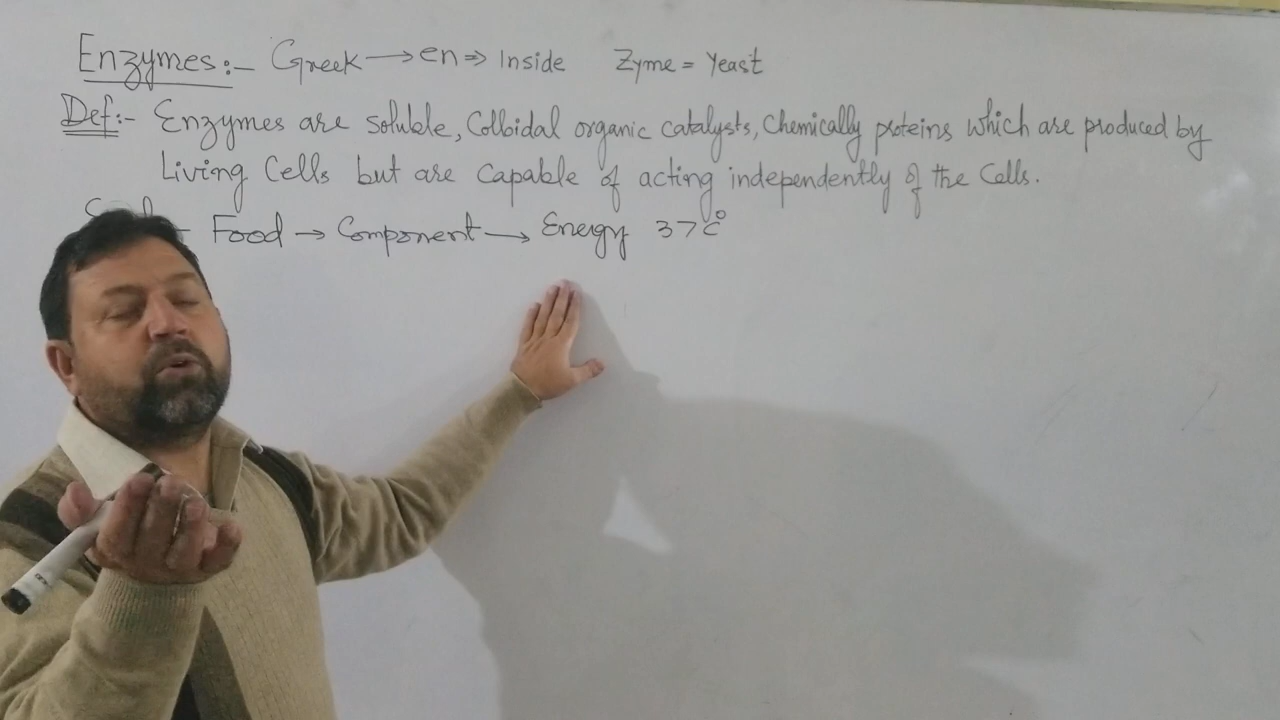 Enzymes:- Greek → en ⇒ Inside Zyme = Yeast
Def:- Enzymes are soluble, Colloidal organic catalysts, Chemically proteins which are produced by
Living Cells but are capable of acting independently of the Cells.
Food → Component → Energy 37°C